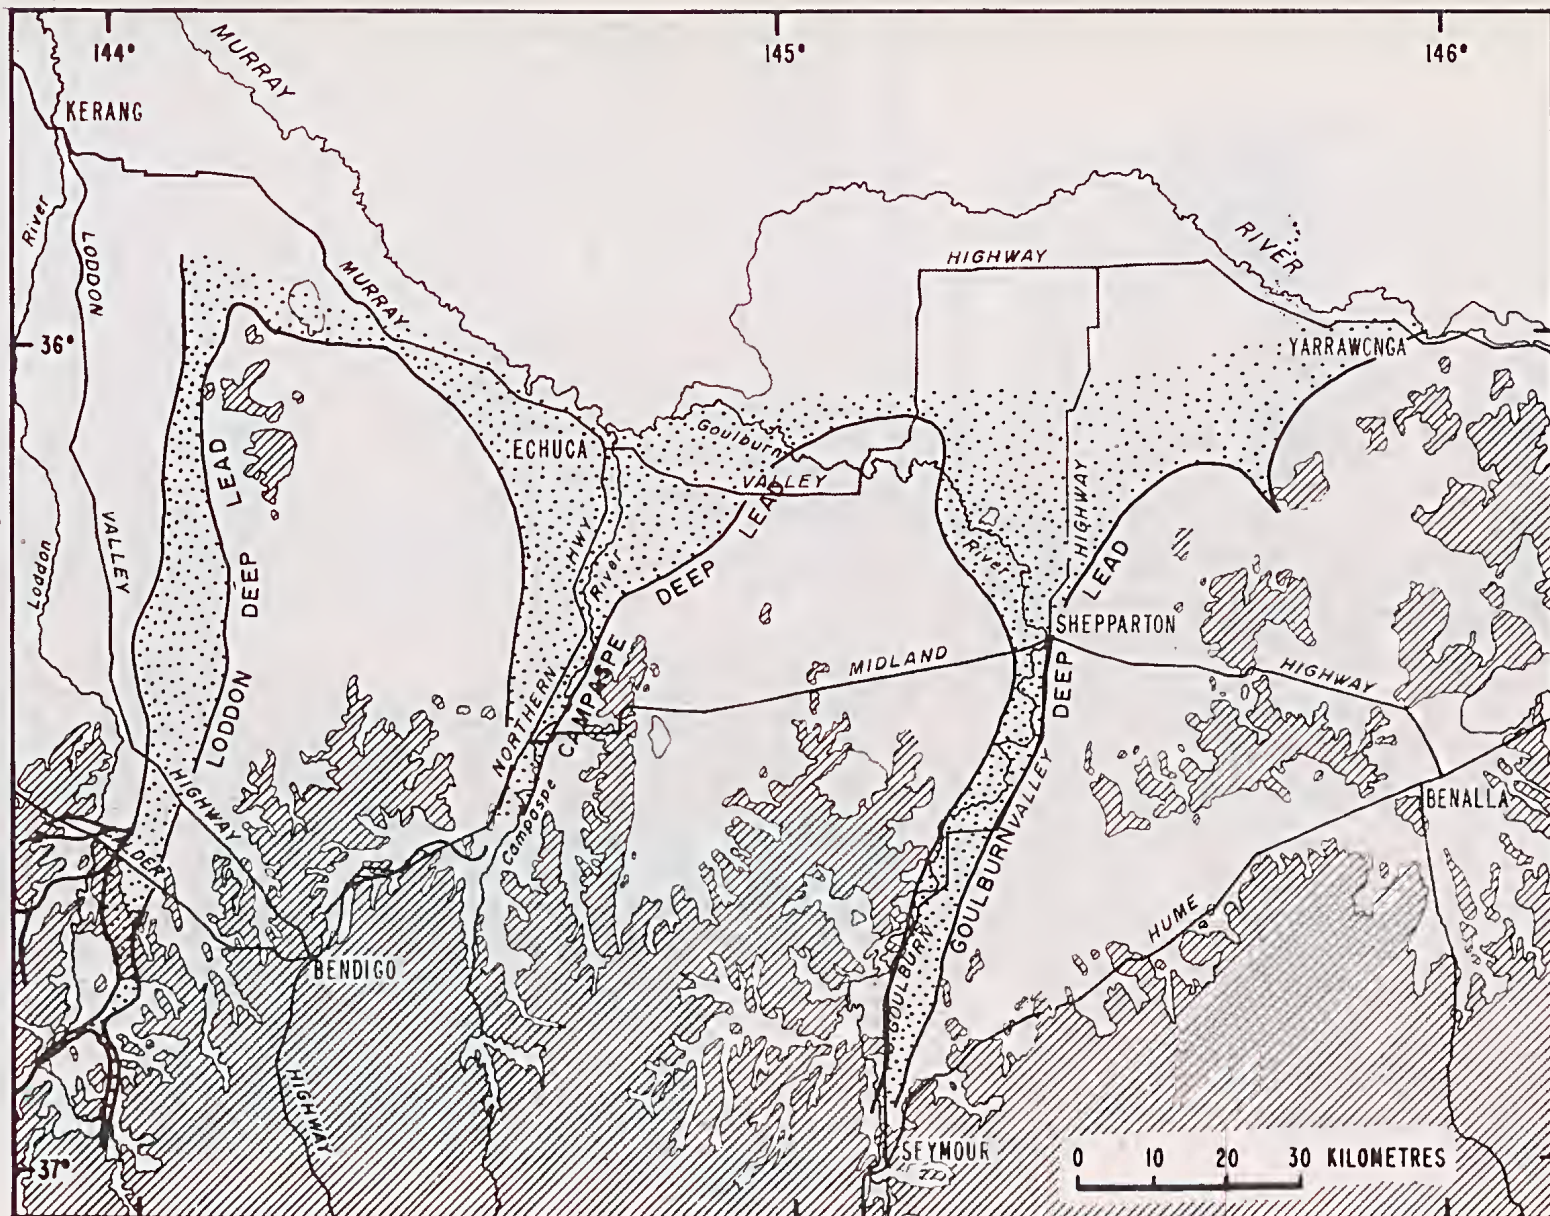 144°
145°
146°
MURRAY
KERANG
River
LODDON
MURRAY
HIGHWAY
RIVER
36°
YARRAWONGA
ECHUCA
Goulburn
VALLEY
LODDON DEEP LEAD
VALLEY
Loddon
HWY
River
CAMPASPE DEEP LEAD
River
HIGHWAY
SHEPPARTON
NORTHERN
MIDLAND
HIGHWAY
GOULBURN VALLEY DEEP LEAD
HIGHWAY
CALDER
Campaspe
BENALLA
BENDIGO
GOULBURN
HUME
HIGHWAY
SEYMOUR
37°
0 10 20 30 KILOMETRES